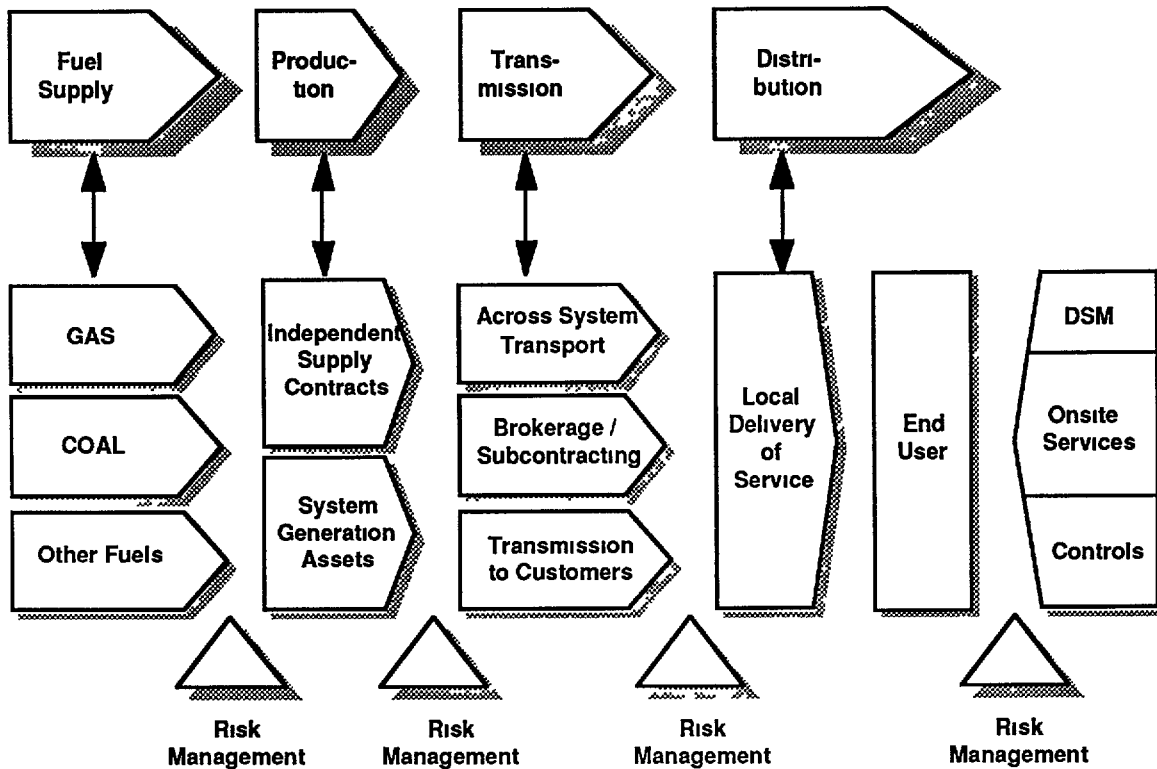 Fuel
Supply
Produc-
tion
Trans-
mission
Distri-
bution
GAS
COAL
Other Fuels
Independent
Supply
Contracts
System
Generation
Assets
Across System
Transport
Brokerage /
Subcontracting
Transmission
to Customers
Local
Delivery
of
Service
End
User
DSM
Onsite
Services
Controls
Risk
Management
Risk
Management
Risk
Management
Risk
Management